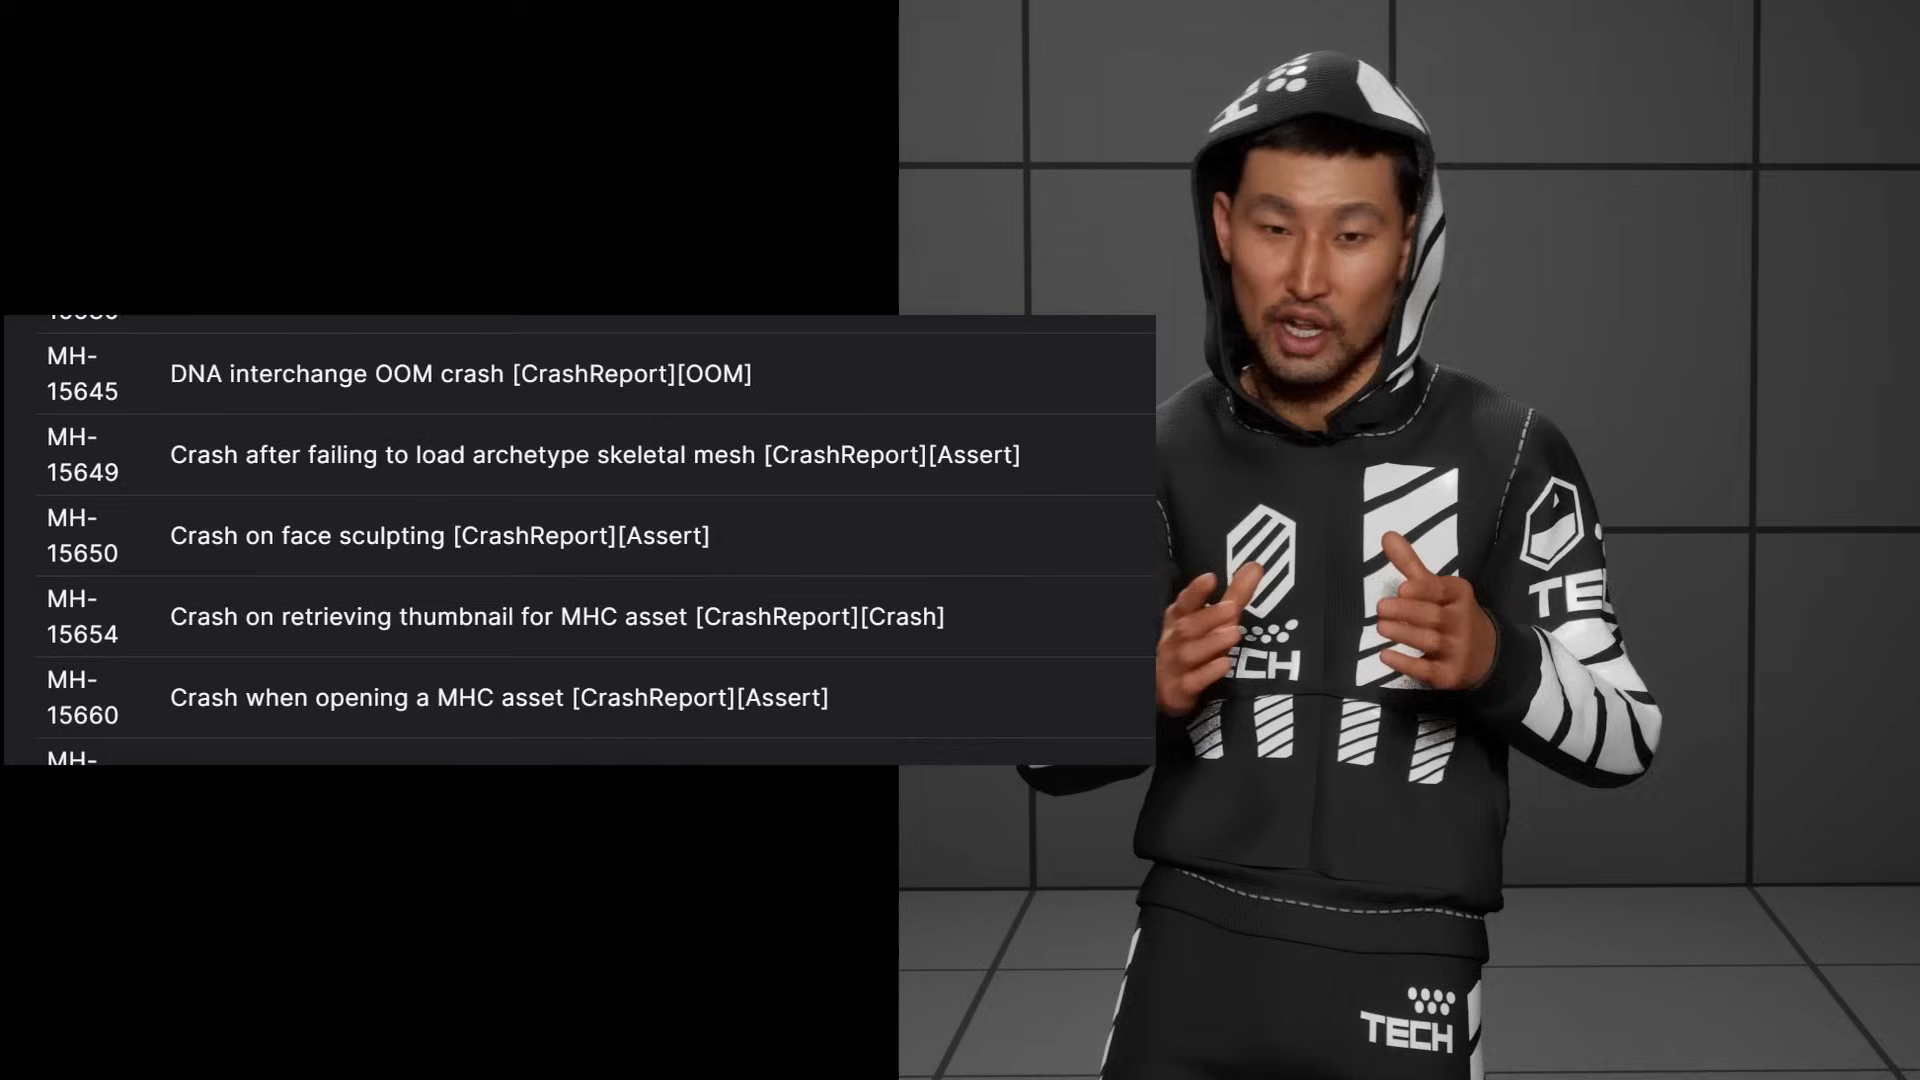 MH-
15645
DNA interchange OOM crash [CrashReport][OOM]
MH-
15649
Crash after failing to load archetype skeletal mesh [CrashReport][Assert]
MH-
15650
Crash on face sculpting [CrashReport][Assert]
MH-
15654
Crash on retrieving thumbnail for MHC asset [CrashReport][Crash]
MH-
15660
Crash when opening a MHC asset [CrashReport][Assert]
MH-
TECH